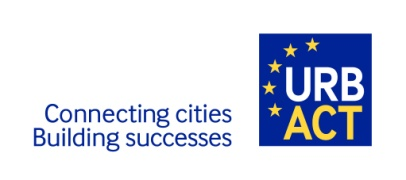 Connecting cities
Building successes
URB
ACT